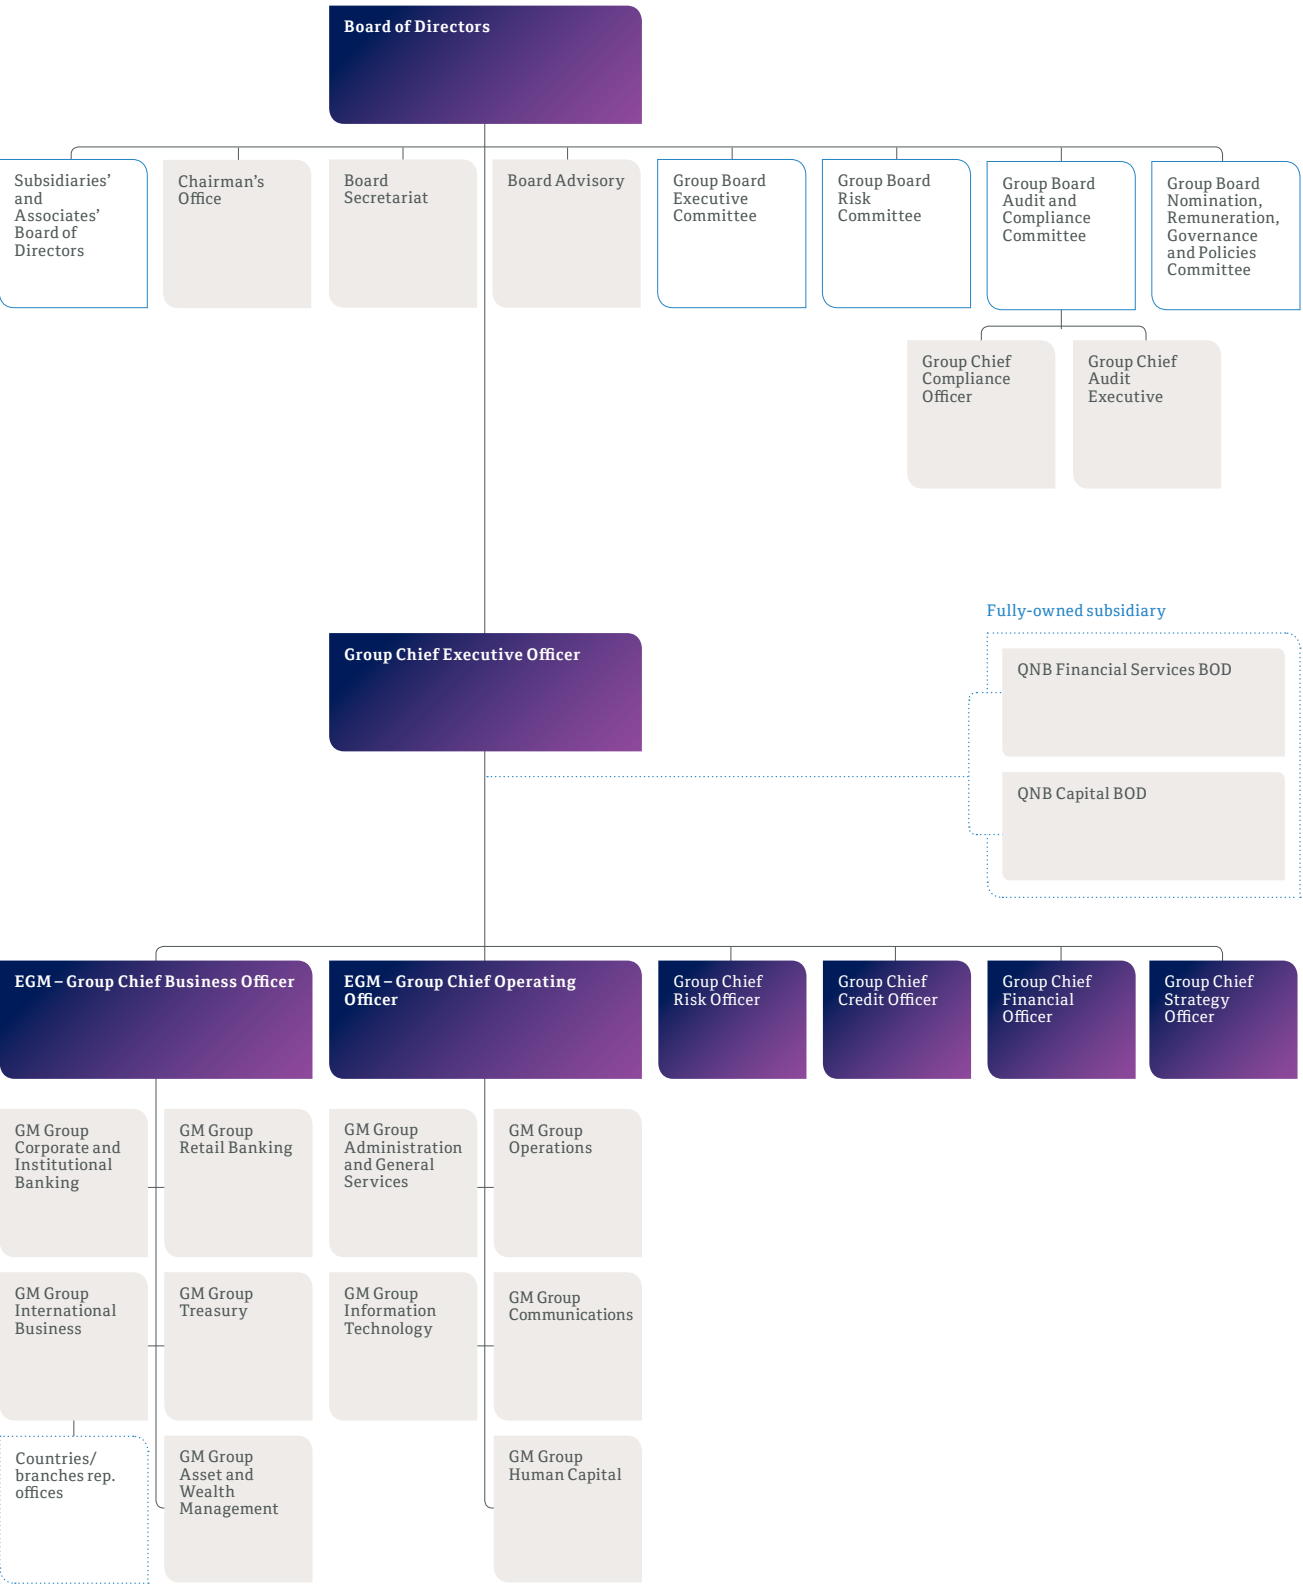 Board of Directors
Subsidiaries’
and
Associates’
Board of
Directors
Chairman’s
Office
Board
Secretariat
Board Advisory
Group Board
Executive
Committee
Group Board
Risk
Committee
Group Board
Audit and
Compliance
Committee
Group Board
Nomination,
Remuneration,
Governance
and Policies
Committee
Group Chief
Compliance
Officer
Group Chief
Audit
Executive
Fully-owned subsidiary
Group Chief Executive Officer
QNB Financial Services BOD
QNB Capital BOD
EGM – Group Chief Business Officer
EGM – Group Chief Operating
Officer
Group Chief
Risk Officer
Group Chief
Credit Officer
Group Chief
Financial
Officer
Group Chief
Strategy
Officer
GM Group
Corporate and
Institutional
Banking
GM Group
Retail Banking
GM Group
Administration
and General
Services
GM Group
Operations
GM Group
International
Business
GM Group
Treasury
GM Group
Information
Technology
GM Group
Communications
Countries/
branches rep.
offices
GM Group
Asset and
Wealth
Management
GM Group
Human Capital